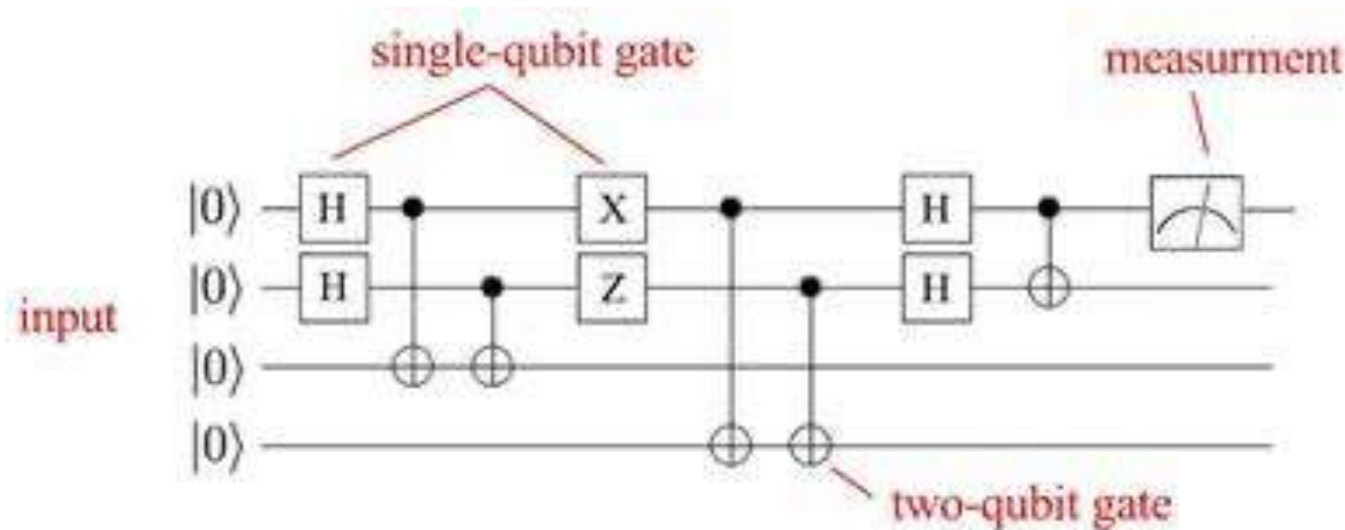 single-qubit gate
measurment
|0⟩ H X H
|0⟩ H Z H
input
|0⟩
|0⟩
two-qubit gate